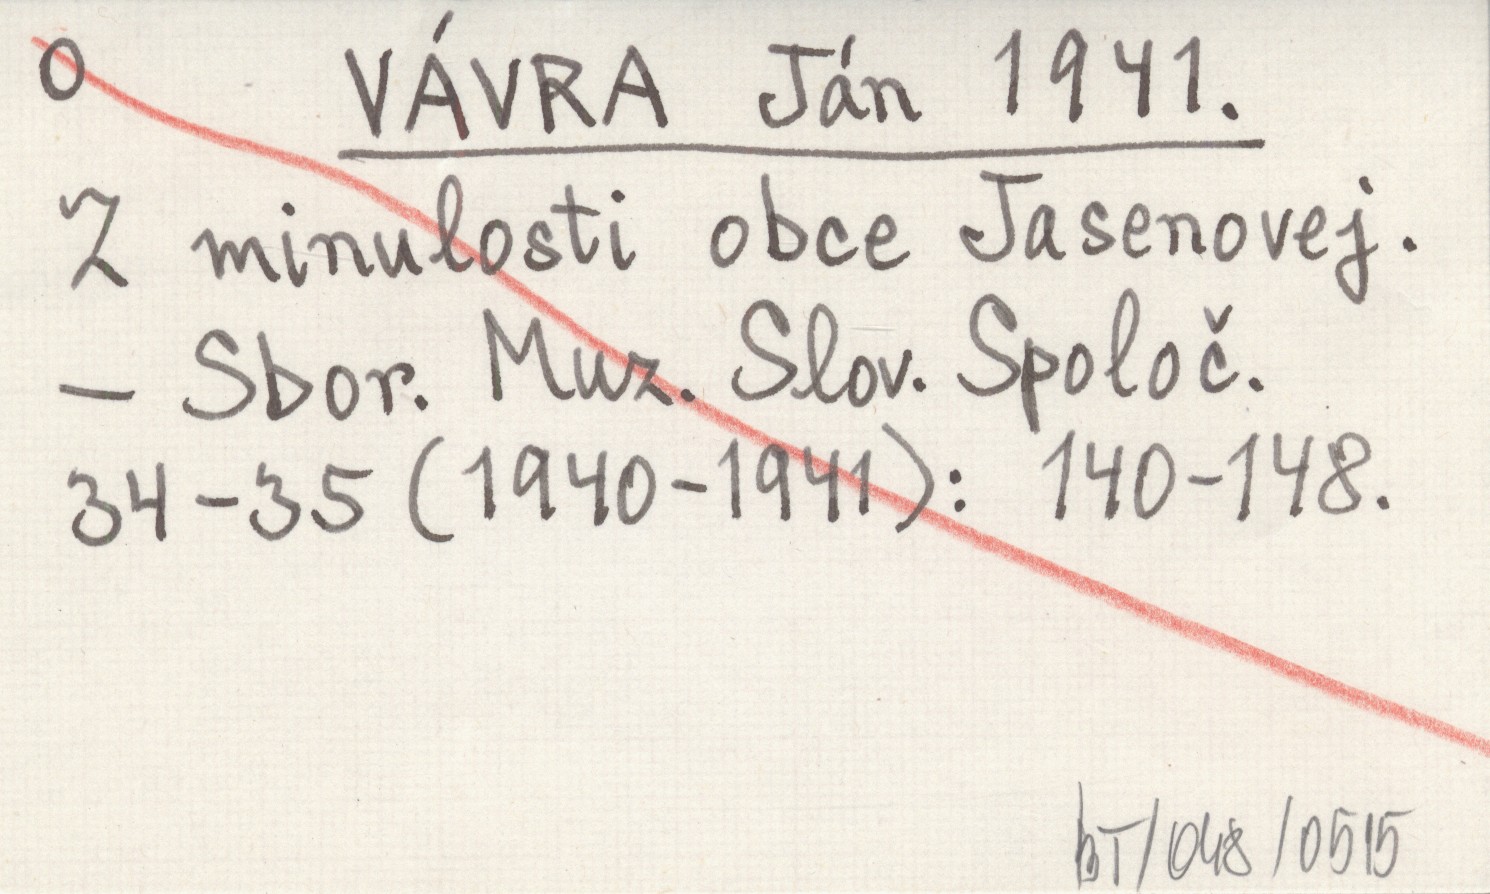 O VÁVRA Ján 1941.
Z minulosti obce Jasenovej.
– Sbor. Muz. Slov. Spoloč.
34-35 (1940-1941): 140-148.
bT/048/0515